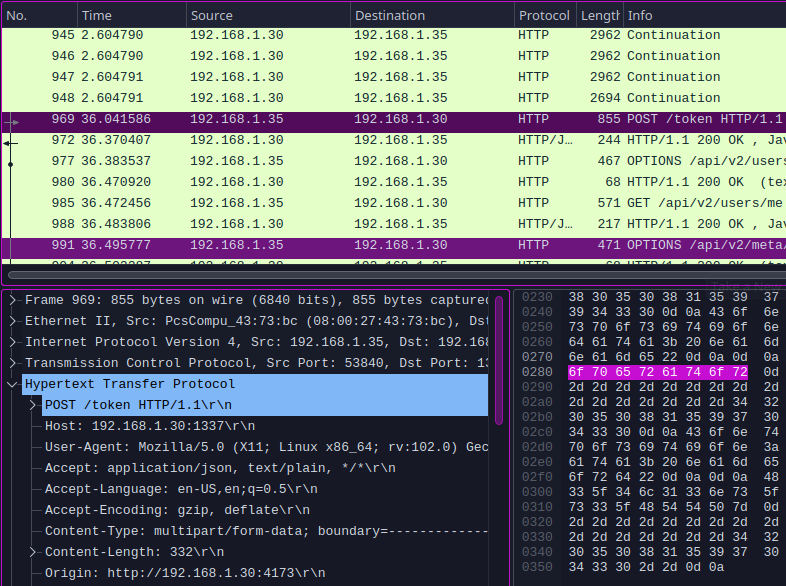 No. Time Source Destination Protocol Length Info
945 2.604790 192.168.1.30 192.168.1.35 HTTP 2962 Continuation
946 2.604790 192.168.1.30 192.168.1.35 HTTP 2962 Continuation
947 2.604791 192.168.1.30 192.168.1.35 HTTP 2962 Continuation
948 2.604791 192.168.1.30 192.168.1.35 HTTP 2694 Continuation
969 36.041586 192.168.1.35 192.168.1.30 HTTP 855 POST /token HTTP/1.1
972 36.370407 192.168.1.30 192.168.1.35 HTTP/J… 244 HTTP/1.1 200 OK , Jav
977 36.383537 192.168.1.35 192.168.1.30 HTTP 467 OPTIONS /api/v2/users
980 36.470920 192.168.1.30 192.168.1.35 HTTP 68 HTTP/1.1 200 OK (tex
985 36.472456 192.168.1.35 192.168.1.30 HTTP 571 GET /api/v2/users/me
988 36.483806 192.168.1.30 192.168.1.35 HTTP/J… 217 HTTP/1.1 200 OK , Jav
991 36.495777 192.168.1.35 192.168.1.30 HTTP 471 OPTIONS /api/v2/meta/
Frame 969: 855 bytes on wire (6840 bits), 855 bytes captured
Ethernet II, Src: PcsCompu_43:73:bc (08:00:27:43:73:bc), Dst
Internet Protocol Version 4, Src: 192.168.1.35, Dst: 192.168
Transmission Control Protocol, Src Port: 53840, Dst Port: 13
Hypertext Transfer Protocol
POST /token HTTP/1.1\r\n
Host: 192.168.1.30:1337\r\n
User-Agent: Mozilla/5.0 (X11; Linux x86_64; rv:102.0) Gec
Accept: application/json, text/plain, */*\r\n
Accept-Language: en-US,en;q=0.5\r\n
Accept-Encoding: gzip, deflate\r\n
Content-Type: multipart/form-data; boundary=-------------
Content-Length: 332\r\n
Origin: http://192.168.1.30:4173\r\n
0230 38 30 35 30 38 31 35 39 37
0240 39 34 33 30 0d 0a 43 6f 6e
0250 73 70 6f 73 69 74 69 6f 6e
0260 64 61 74 61 3b 20 6e 61 6d
0270 6e 61 6d 65 22 0d 0a 0d 0a
0280 6f 70 65 72 61 74 6f 72 0d
0290 2d 2d 2d 2d 2d 2d 2d 2d 2d
02a0 2d 2d 2d 2d 2d 2d 2d 34 32
02b0 30 35 30 38 31 35 39 37 30
02c0 34 33 30 0d 0a 43 6f 6e 74
02d0 70 6f 73 69 74 69 6f 6e 3a
02e0 61 74 61 3b 20 6e 61 6d 65
02f0 6f 72 64 22 0d 0a 0d 0a 48
0300 33 5f 34 6c 31 33 6e 73 5f
0310 73 33 5f 48 54 54 50 7d 0d
0320 2d 2d 2d 2d 2d 2d 2d 2d 2d
0330 2d 2d 2d 2d 2d 2d 2d 34 32
0340 30 35 30 38 31 35 39 37 30
0350 34 33 30 2d 2d 0d 0a